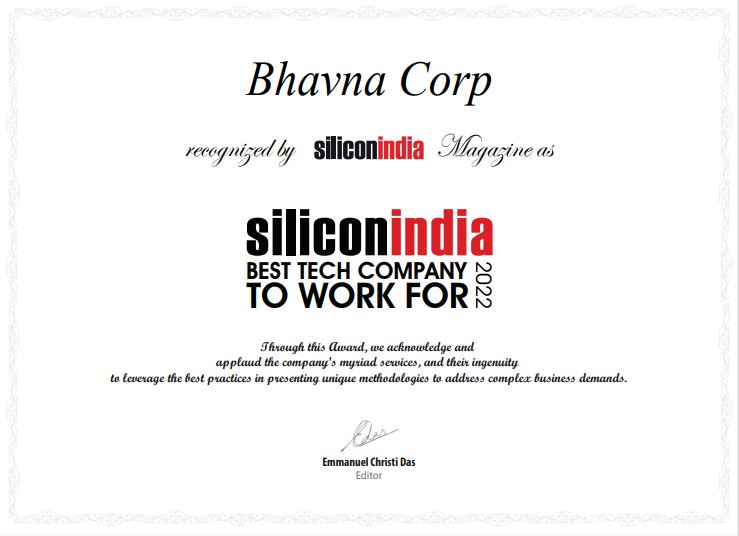 Bhavna Corp
recognized by siliconindia Magazine as
siliconindia
BEST TECH COMPANY
TO WORK FOR 2022
Through this Award, we acknowledge and
applaud the company's myriad services, and their ingenuity
to leverage the best practices in presenting unique methodologies to address complex business demands.
Edas
Emmanuel Christi Das
Editor